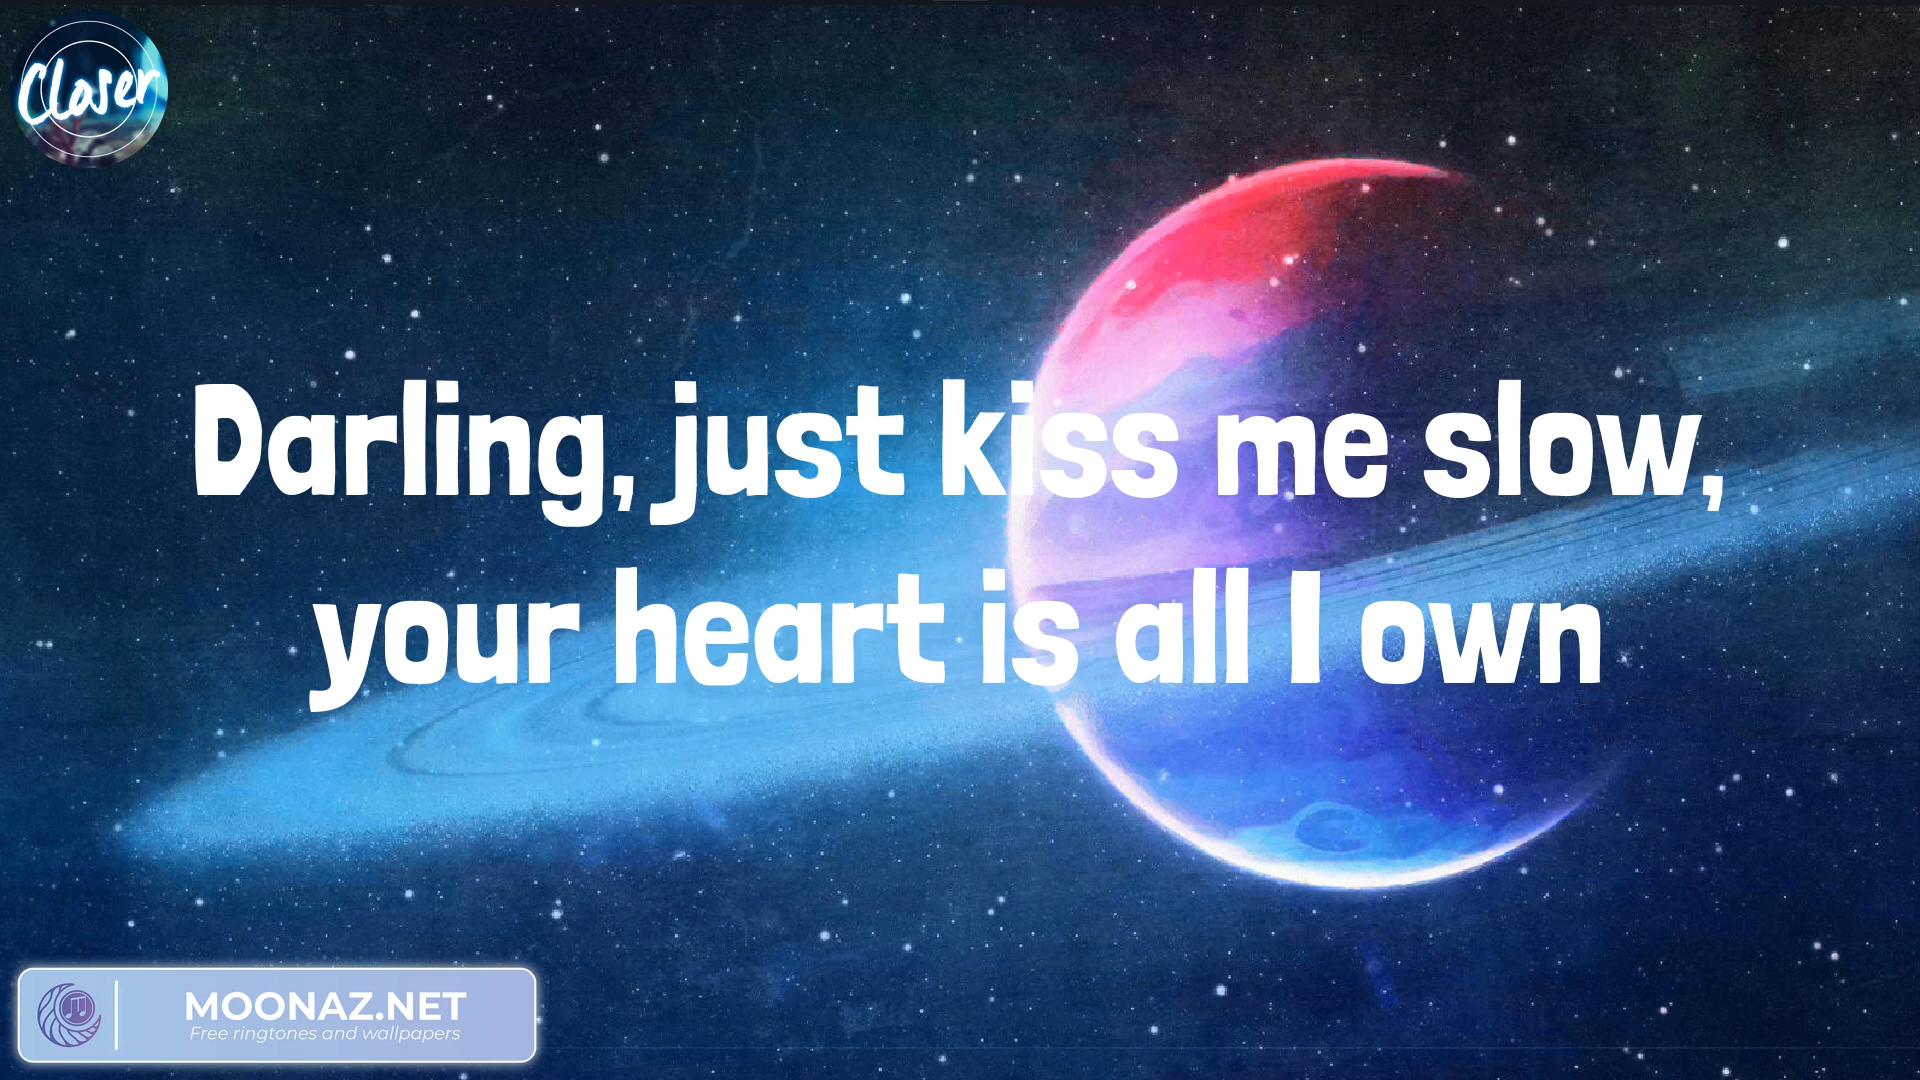 Closer
Darling, just kiss me slow,
your heart is all I own
MOONAZ.NET
Free ringtones and wallpapers